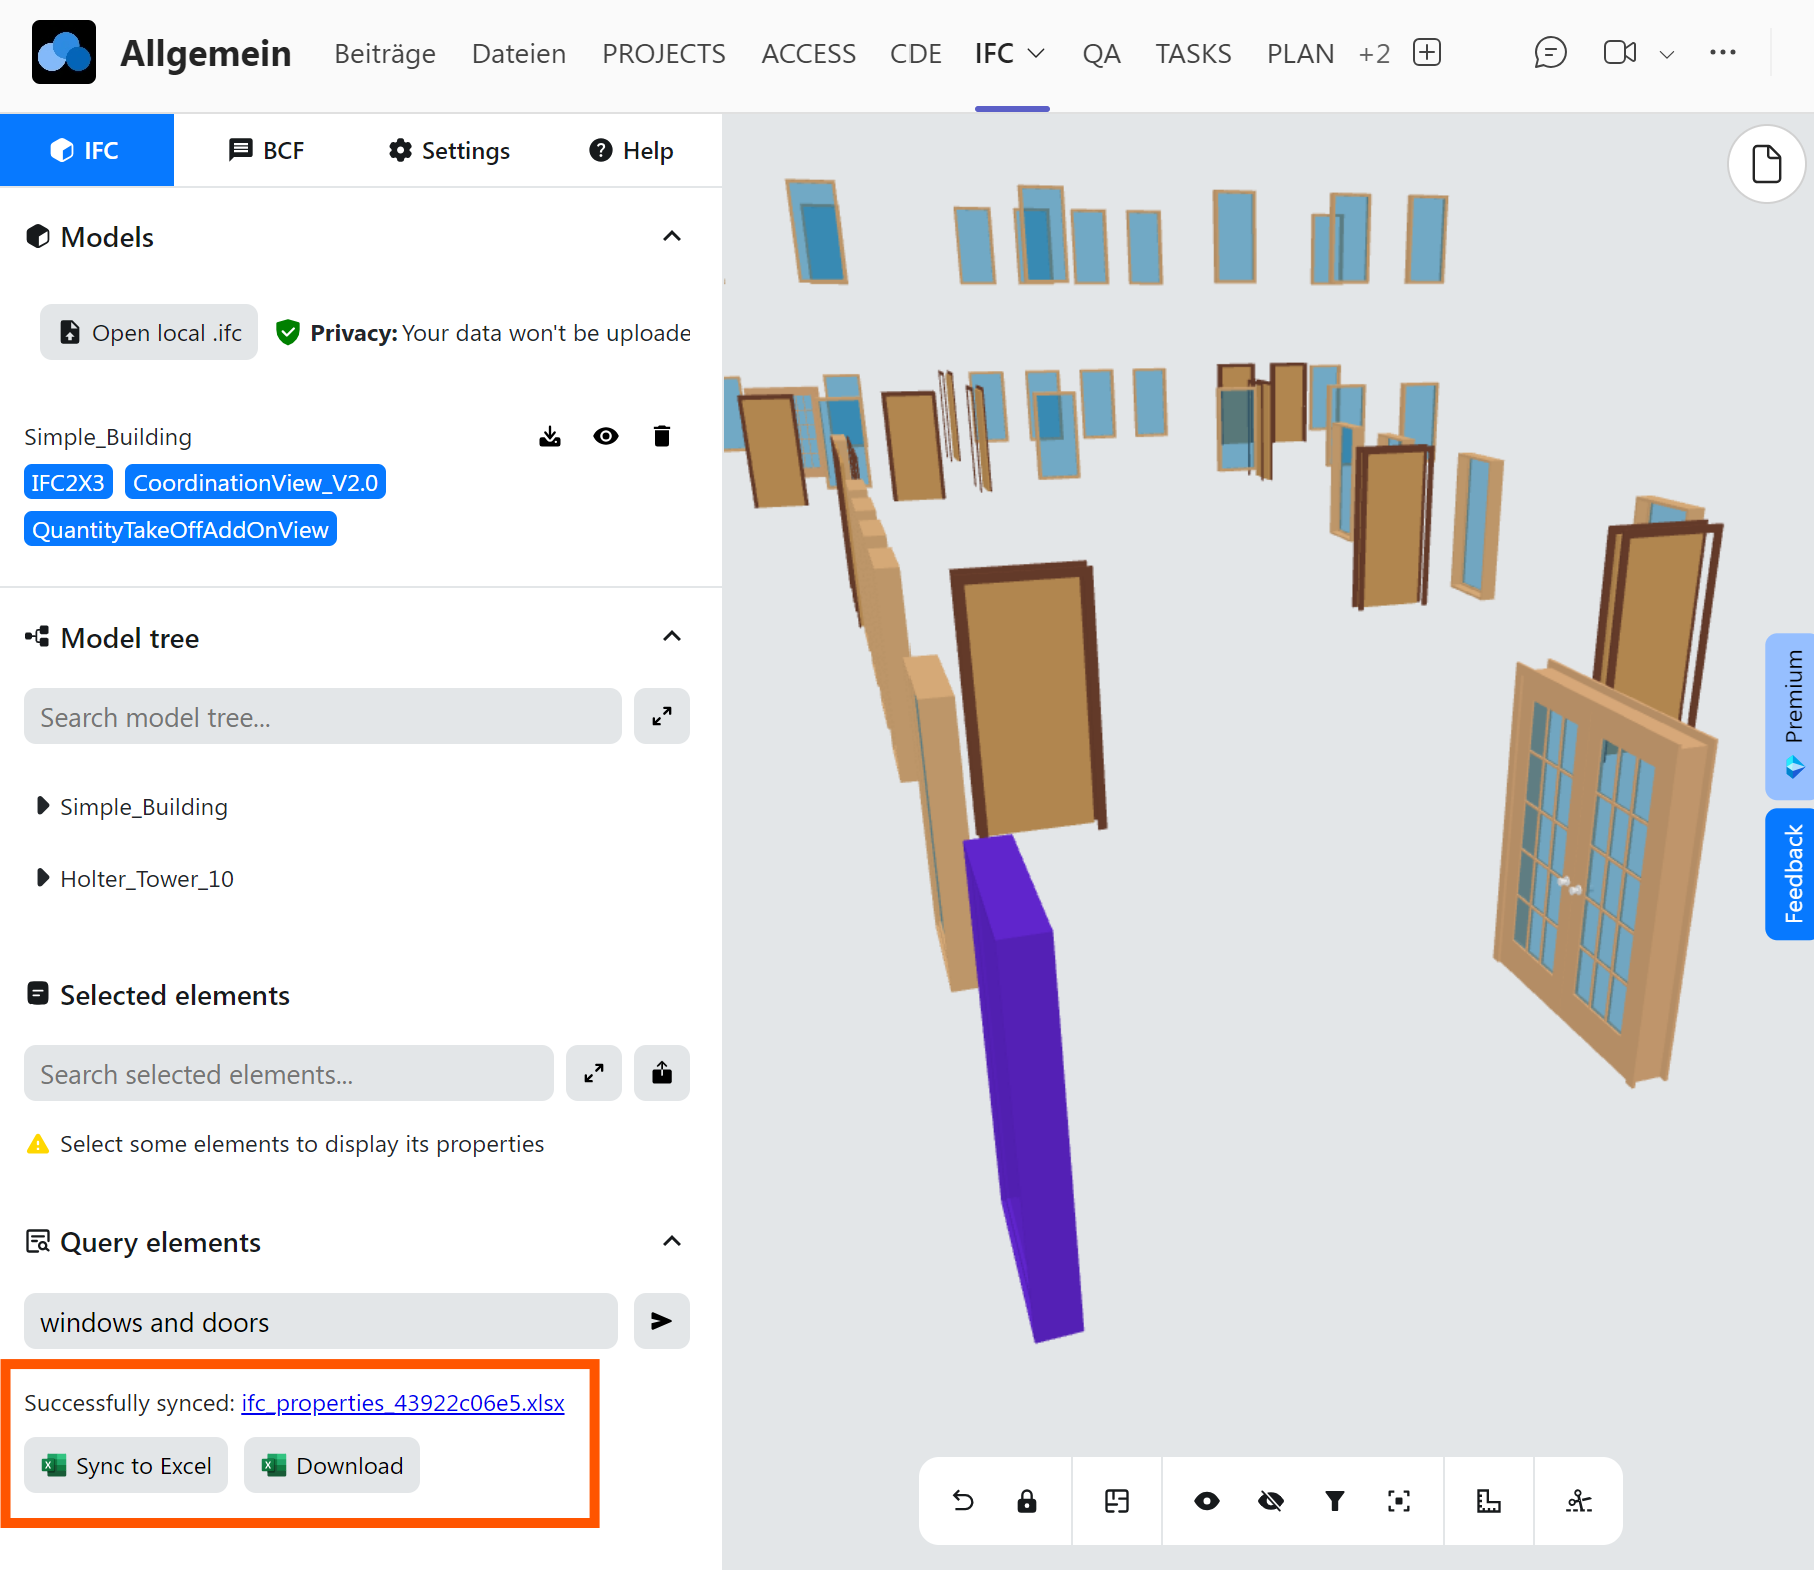 Allgemein Beiträge Dateien PROJECTS ACCESS CDE IFC QA TASKS PLAN +2
IFC BCF Settings Help
Models
Open local .ifc Privacy: Your data won't be uploade
Simple_Building
IFC2X3 CoordinationView_V2.0
QuantityTakeOffAddOnView
Model tree
Search model tree...
Simple_Building
Holter_Tower_10
Selected elements
Search selected elements...
Select some elements to display its properties
Query elements
windows and doors
Successfully synced: ifc_properties_43922c06e5.xlsx
Sync to Excel Download
Premium
Feedback